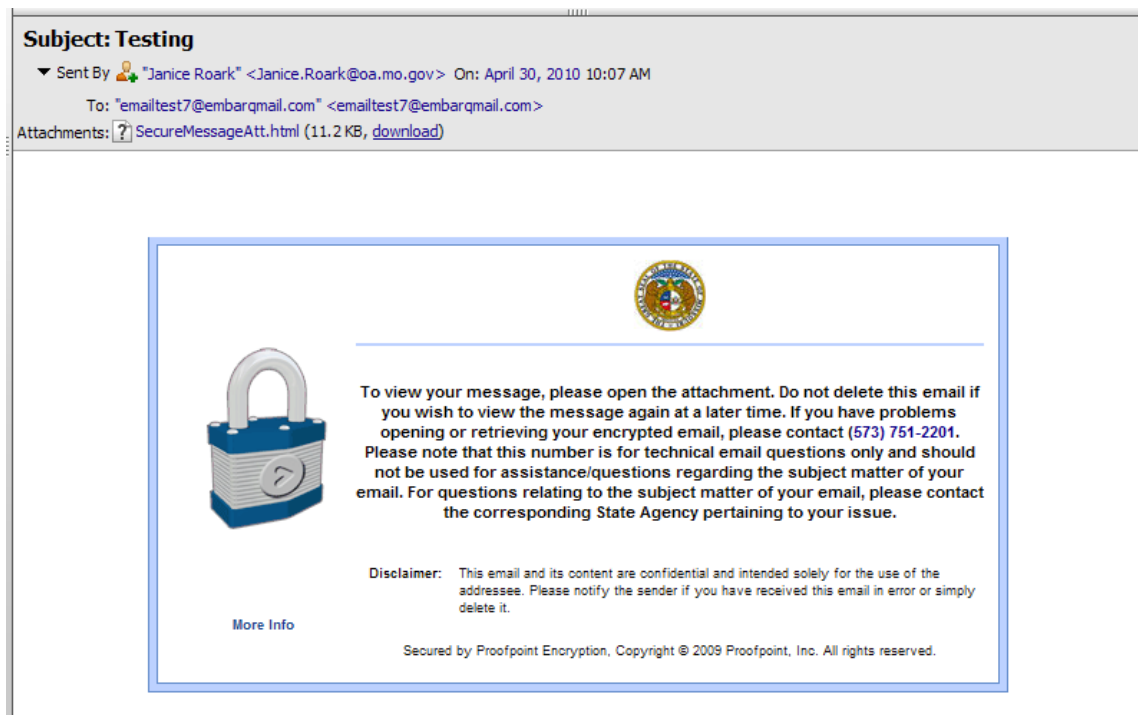 Subject: Testing
Sent By "Janice Roark" <Janice.Roark@oa.mo.gov> On: April 30, 2010 10:07 AM
To: "emailtest7@embarqmail.com" <emailtest7@embarqmail.com>
Attachments: SecureMessageAtt.html (11.2 KB, download)
To view your message, please open the attachment. Do not delete this email if
you wish to view the message again at a later time. If you have problems
opening or retrieving your encrypted email, please contact (573) 751-2201.
Please note that this number is for technical email questions only and should
not be used for assistance/questions regarding the subject matter of your
email. For questions relating to the subject matter of your email, please contact
the corresponding State Agency pertaining to your issue.
Disclaimer: This email and its content are confidential and intended solely for the use of the
addressee. Please notify the sender if you have received this email in error or simply
delete it.
More Info
Secured by Proofpoint Encryption, Copyright © 2009 Proofpoint, Inc. All rights reserved.